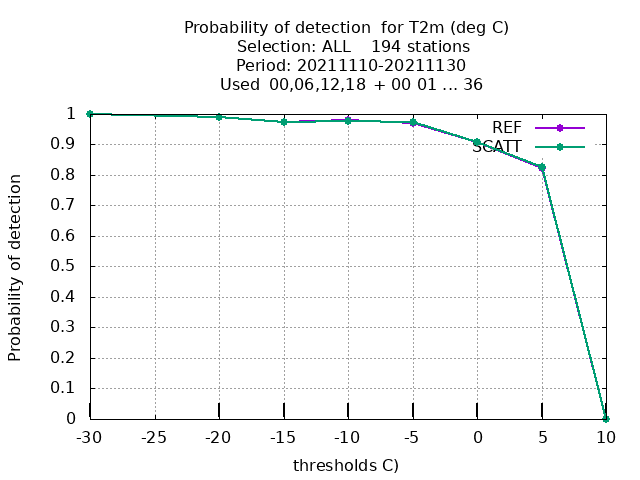 Probability of detection  for T2m (deg C)
Selection: ALL    194 stations
Period: 20211110-20211130
Used  00,06,12,18  + 00 01 ... 36
REF
SCATT
Probability of detection
1
0.9
0.8
0.7
0.6
0.5
0.4
0.3
0.2
0.1
0
-30 -25 -20 -15 -10 -5 0 5 10
thresholds C)